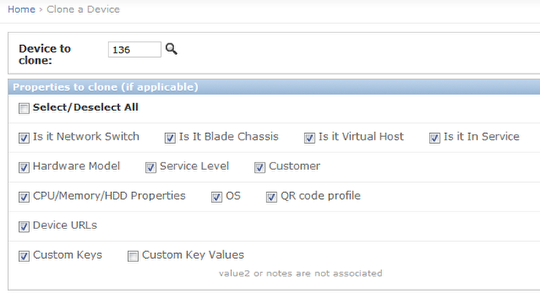 Home › Clone a Device
Device to clone: 136
Properties to clone (if applicable)
Select/Deselect All
Is it Network Switch Is It Blade Chassis Is it Virtual Host Is it In Service
Hardware Model Service Level Customer
CPU/Memory/HDD Properties OS QR code profile
Device URLs
Custom Keys Custom Key Values
value2 or notes are not associated